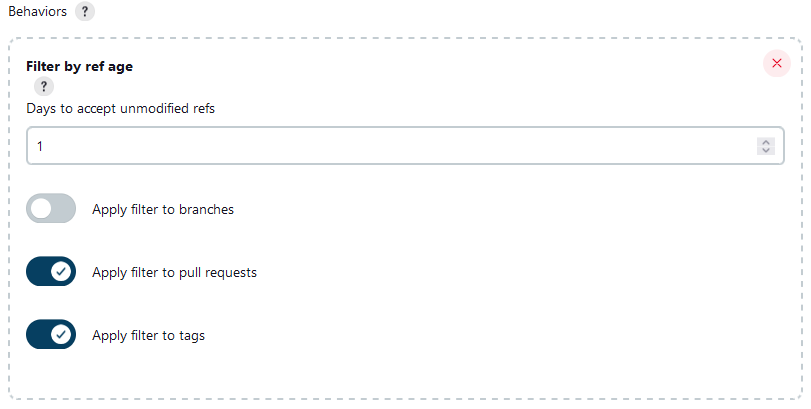 Behaviors ?
Filter by ref age
?
Days to accept unmodified refs
1
Apply filter to branches
Apply filter to pull requests
Apply filter to tags